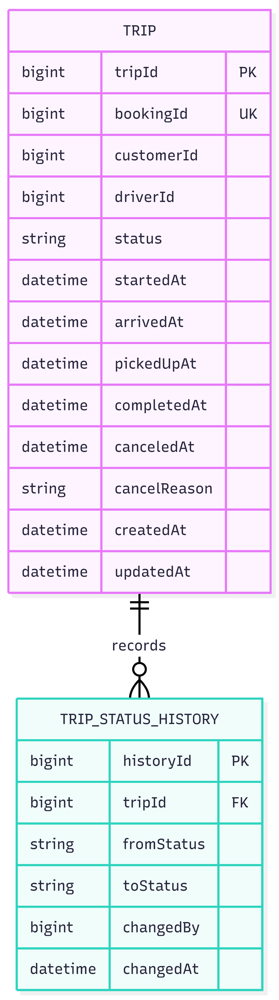 TRIP
bigint tripId PK
bigint bookingId UK
bigint customerId
bigint driverId
string status
datetime startedAt
datetime arrivedAt
datetime pickedUpAt
datetime completedAt
datetime canceledAt
string cancelReason
datetime createdAt
datetime updatedAt
records
TRIP_STATUS_HISTORY
bigint historyId PK
bigint tripId FK
string fromStatus
string toStatus
bigint changedBy
datetime changedAt